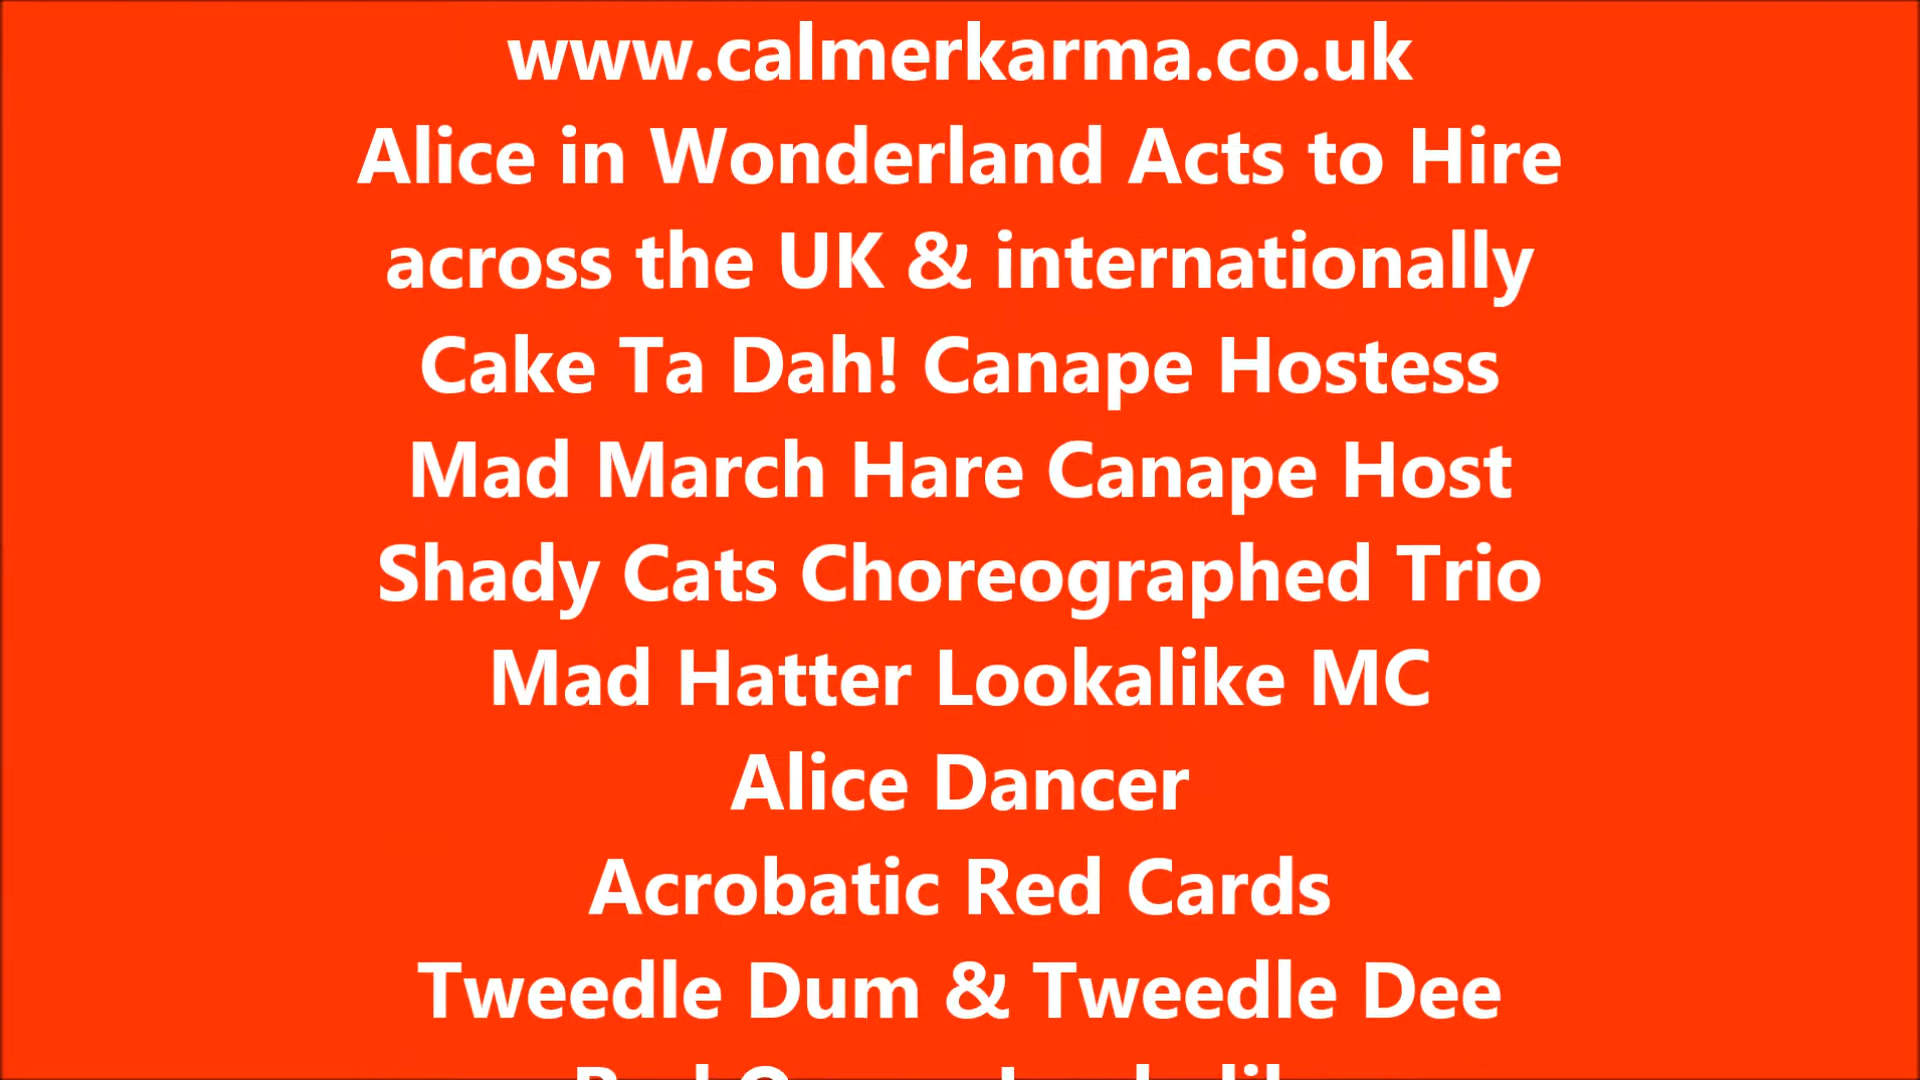 www.calmerkarma.co.uk
Alice in Wonderland Acts to Hire
across the UK & internationally
Cake Ta Dah! Canape Hostess
Mad March Hare Canape Host
Shady Cats Choreographed Trio
Mad Hatter Lookalike MC
Alice Dancer
Acrobatic Red Cards
Tweedle Dum & Tweedle Dee